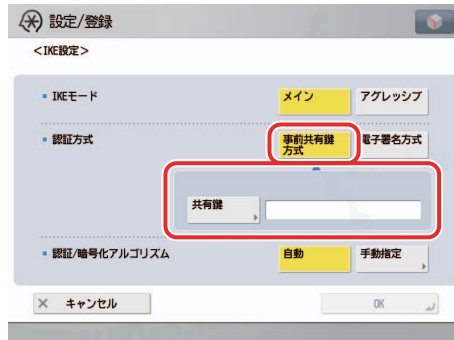 設定/登録
<IKE設定>
IKEモード
メイン
アグレッシブ
認証方式
事前共有鍵
方式
電子署名方式
共有鍵
認証/暗号化アルゴリズム
自動
手動指定
× キャンセル
OK